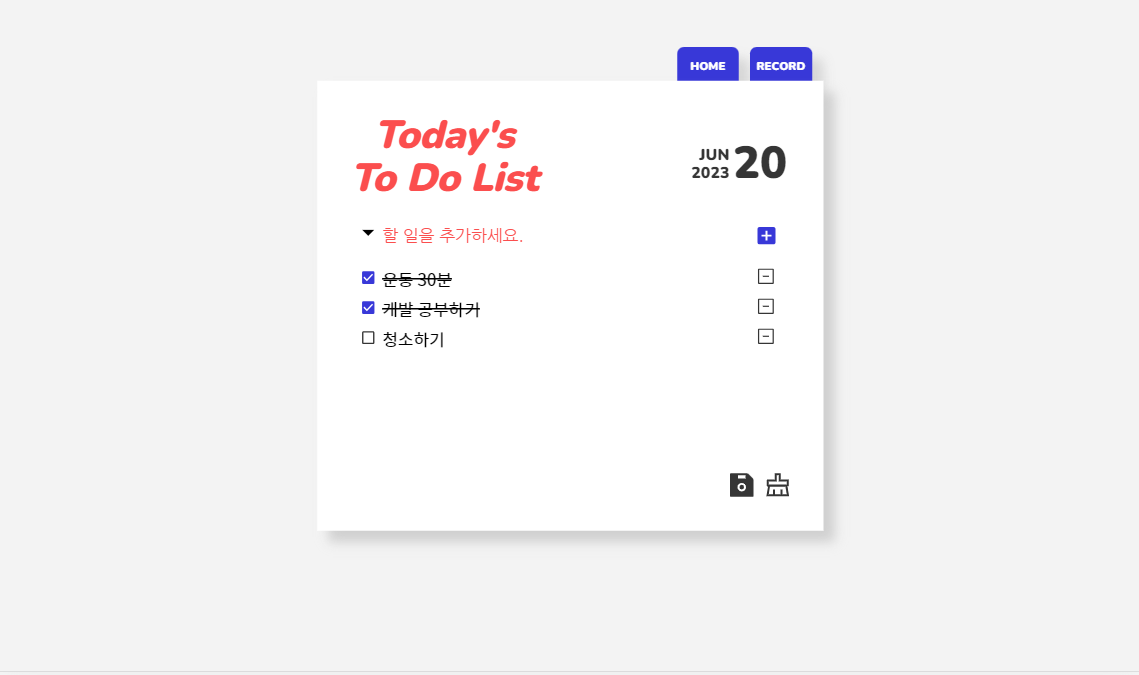 HOME RECORD
Today's
To Do List
JUN
2023
20
할 일을 추가하세요.
운동 30분
개발 공부하기
청소하기